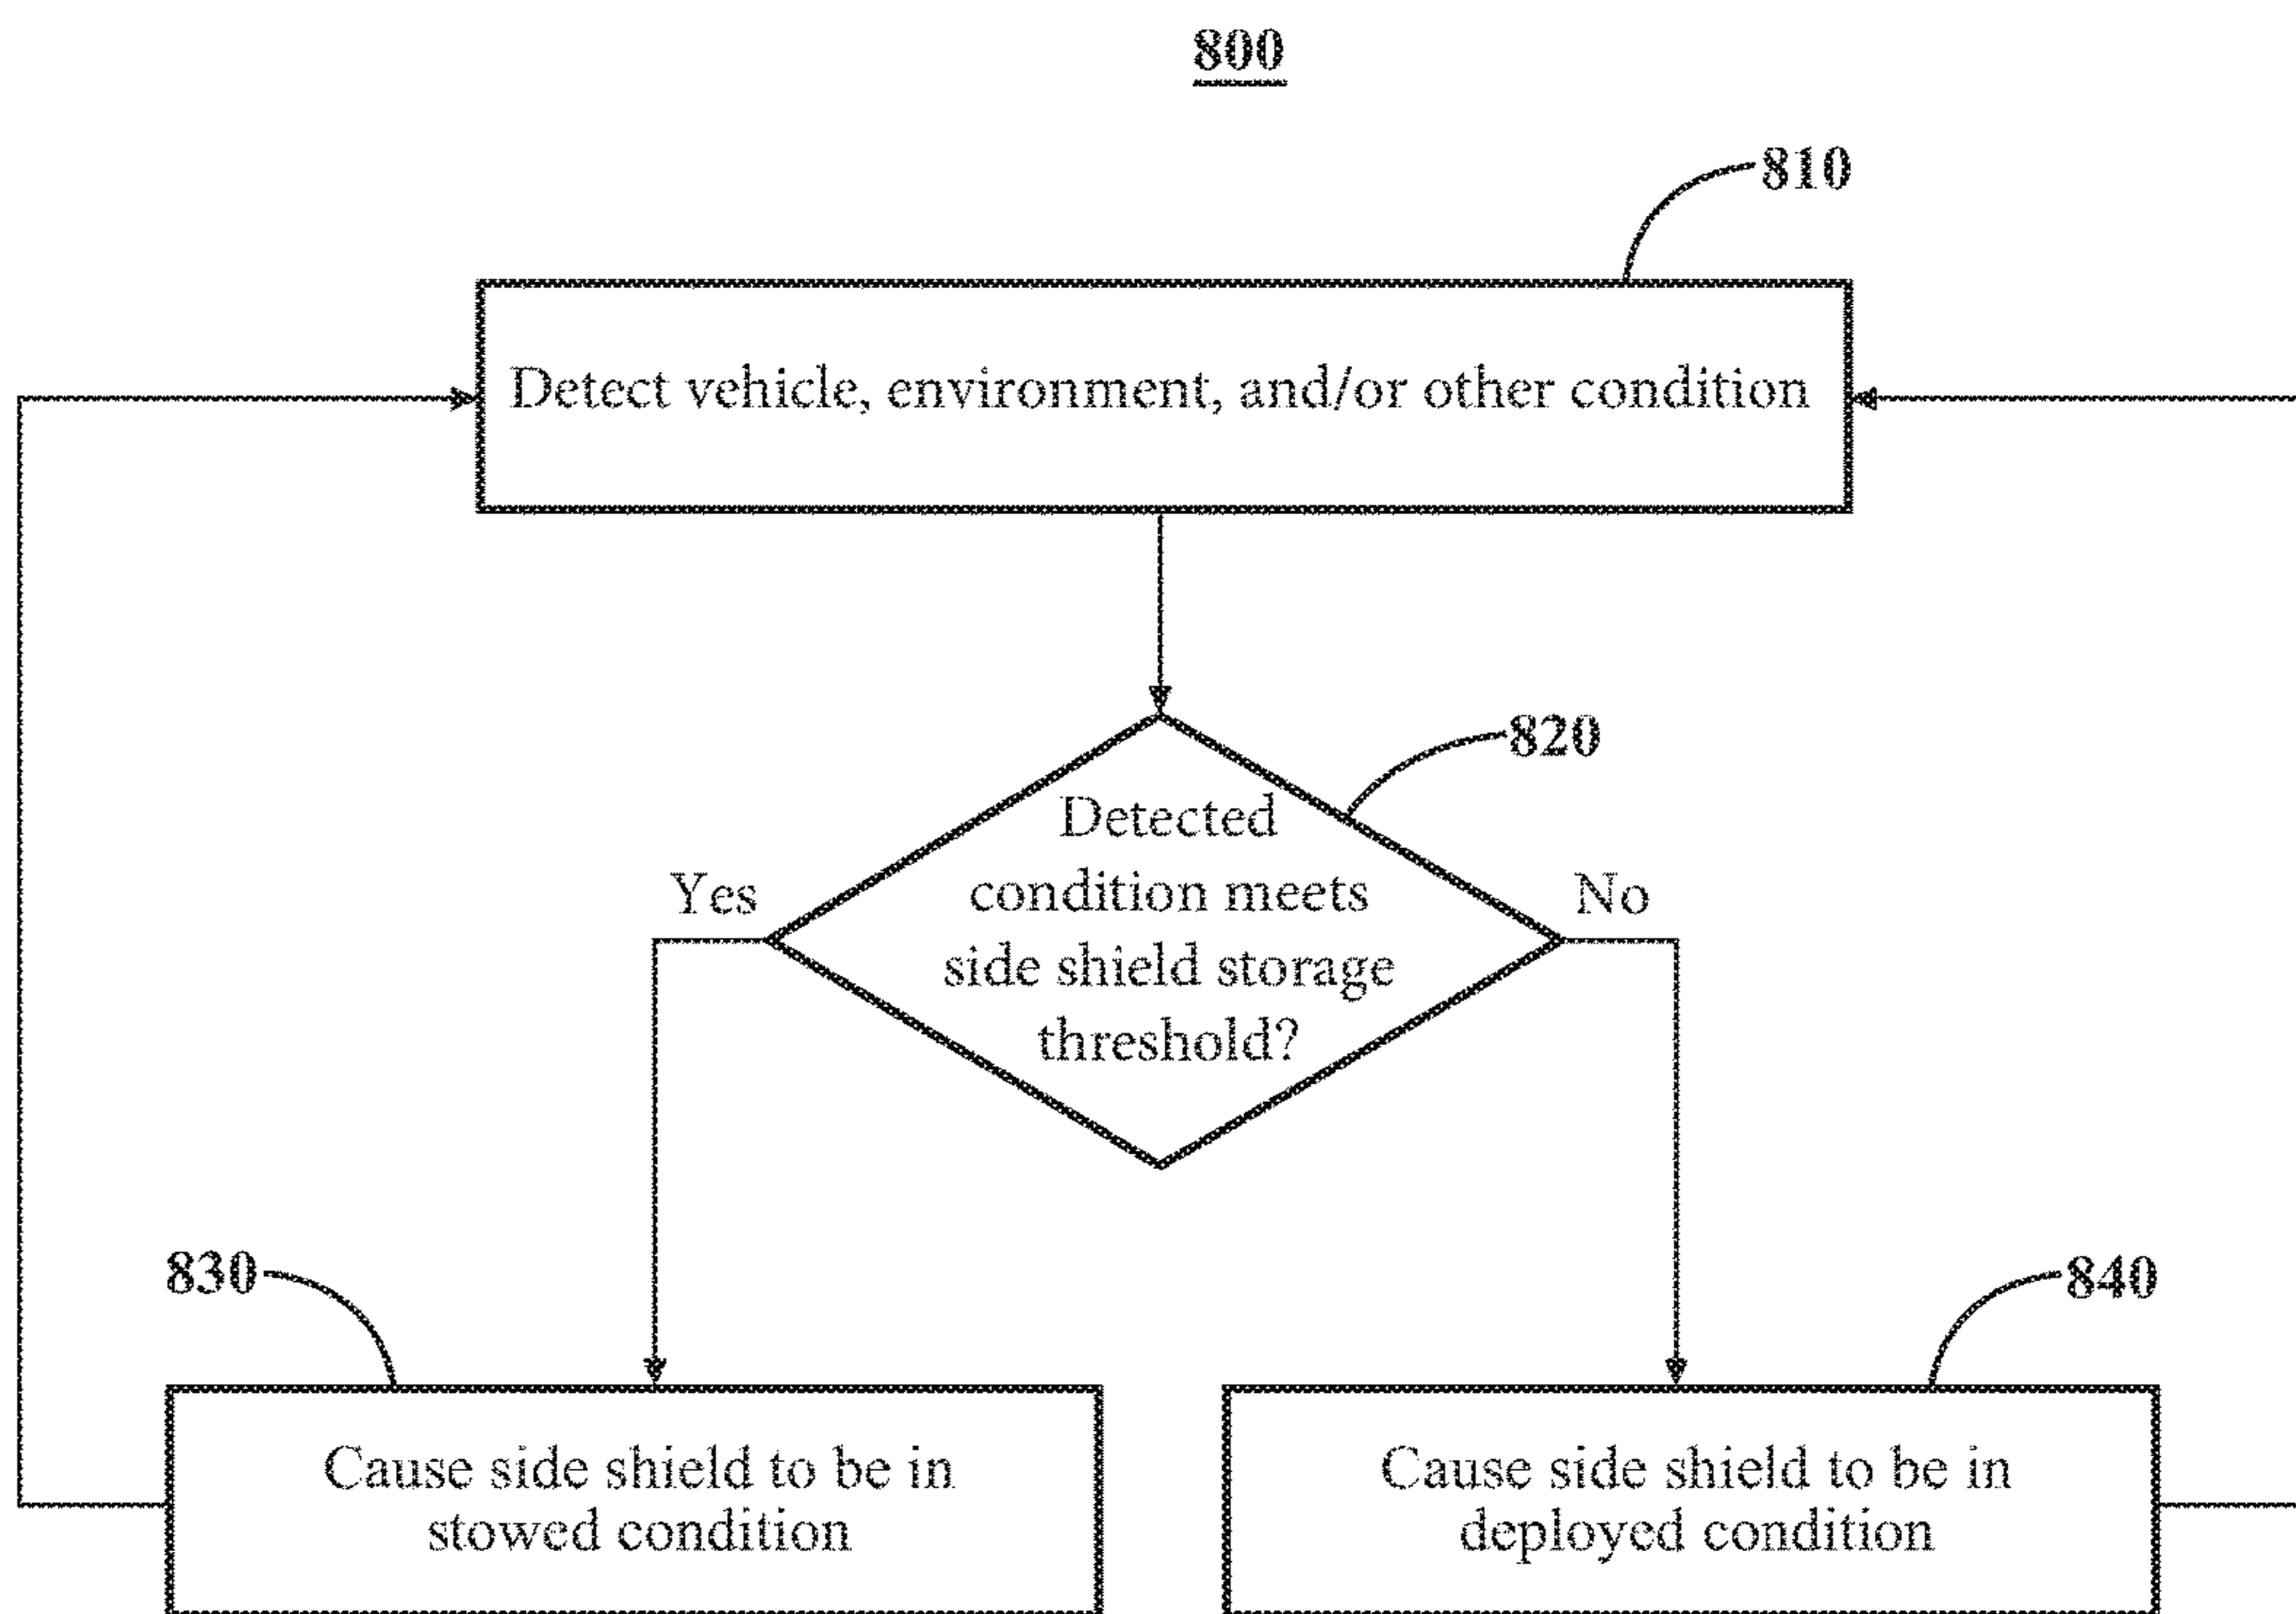 800
810
Detect vehicle, environment, and/or other condition
820
Detected
condition meets
side shield storage
threshold?
Yes
No
830
840
Cause side shield to be in
stowed condition
Cause side shield to be in
deployed condition